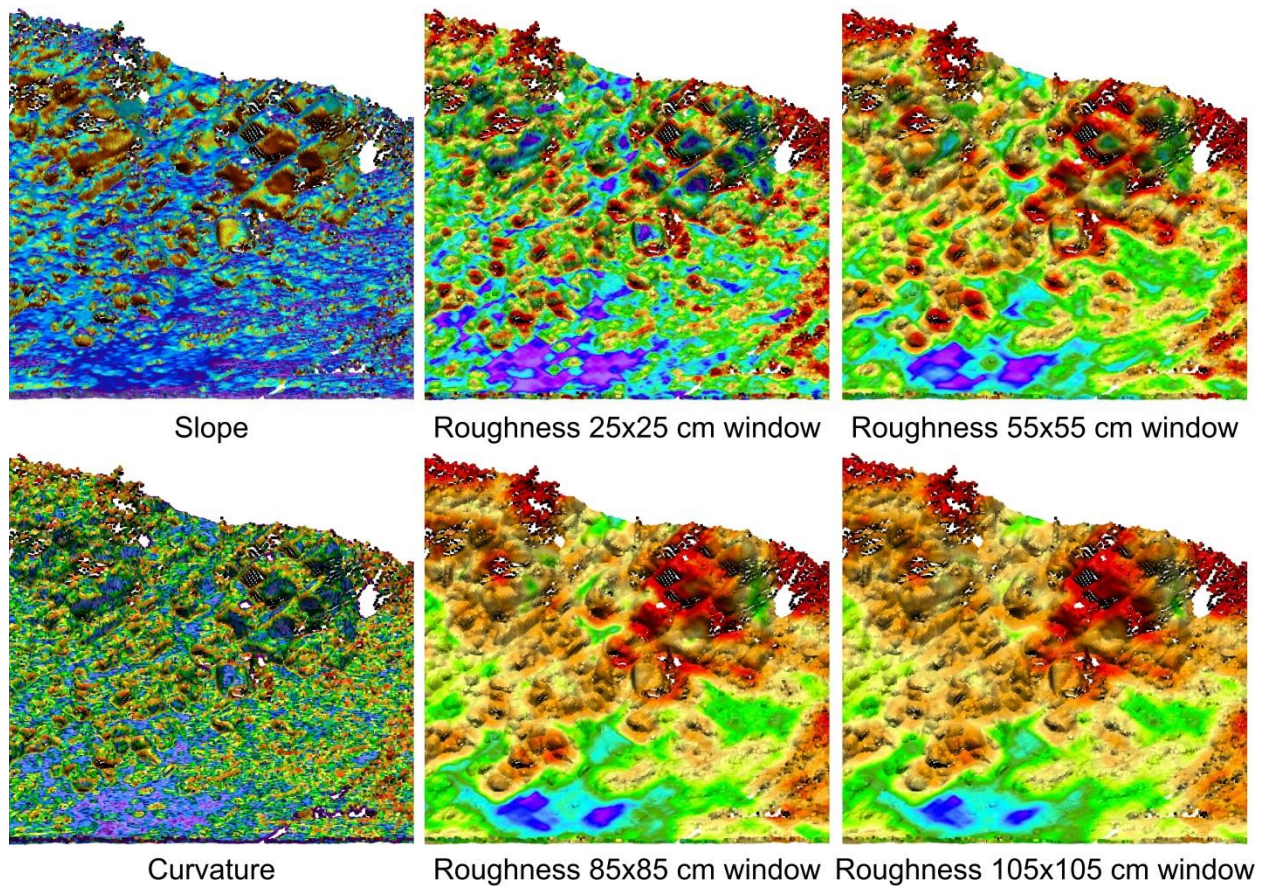 Slope
Roughness 25x25 cm window
Roughness 55x55 cm window
Curvature
Roughness 85x85 cm window
Roughness 105x105 cm window